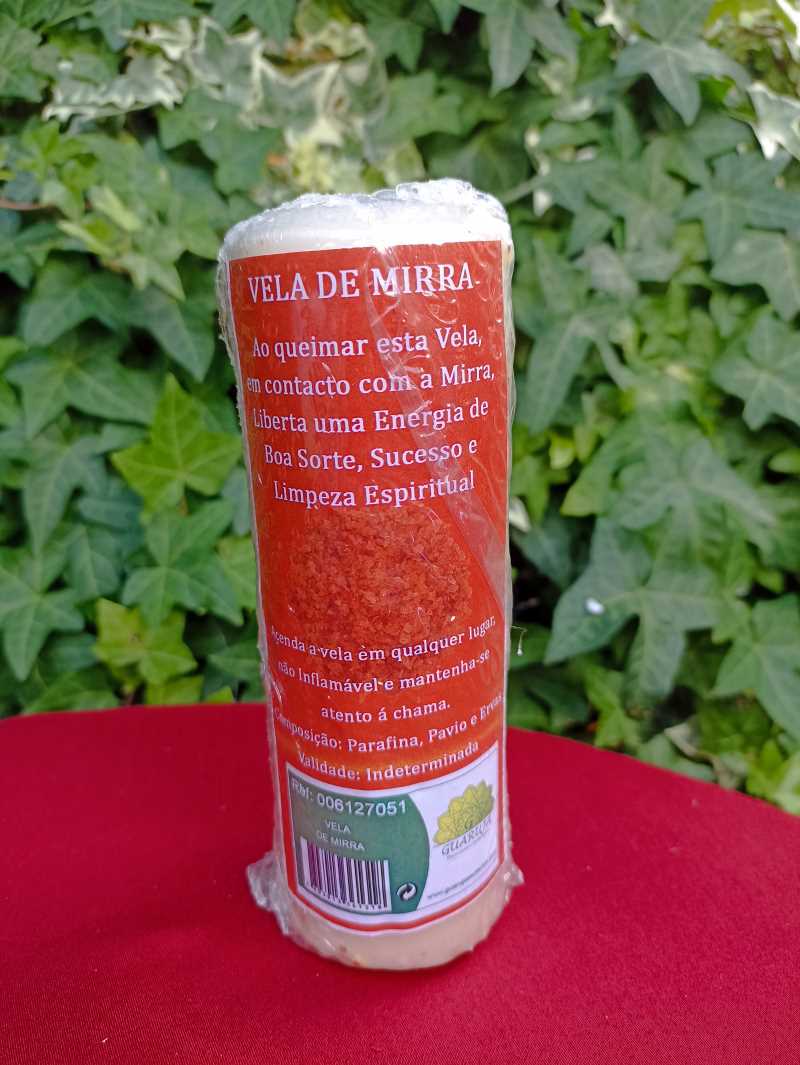 VELA DE MIRRA
Ao queimar esta Vela,
em contacto com a Mirra,
Liberta uma Energia de
Boa Sorte, Sucesso e
Limpeza Espiritual
Acenda a vela em qualquer lugar,
não Inflamável e mantenha-se
atento á chama.
Composição: Parafina, Pavio e Ervas
Validade: Indeterminada
Ref: 006127051
VELA
DE MIRRA
GUARUJA